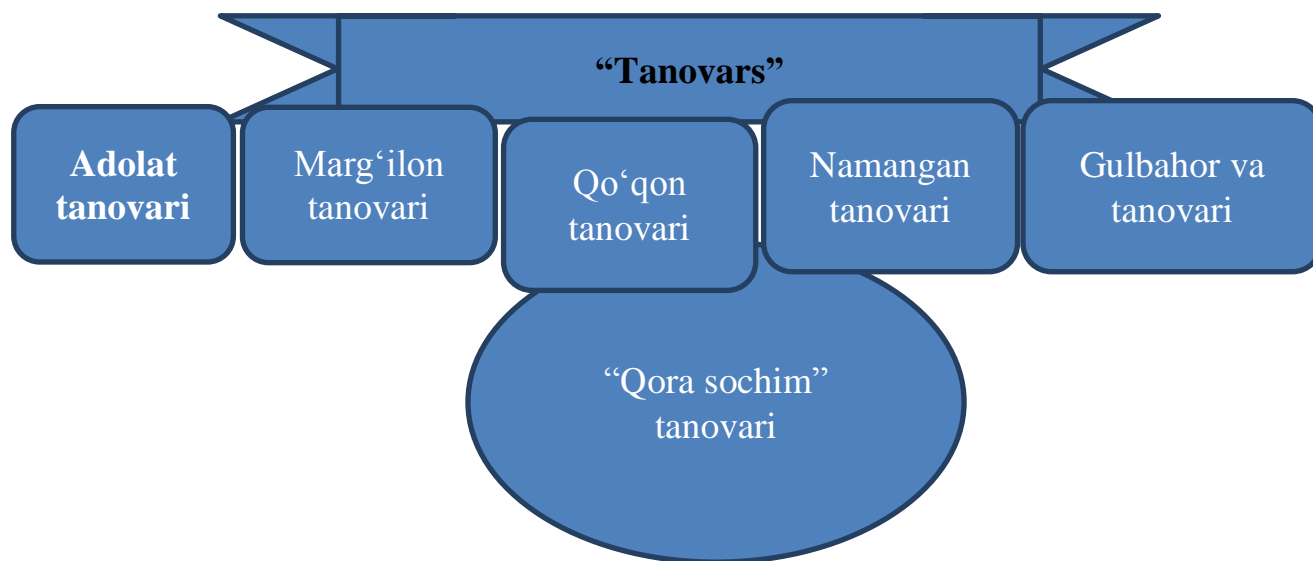 “Tanovars”
Adolat
tanovari
Marg‘ilon
tanovari
Qo‘qon
tanovari
Namangan
tanovari
Gulbahor va
tanovari
“Qora sochim”
tanovari